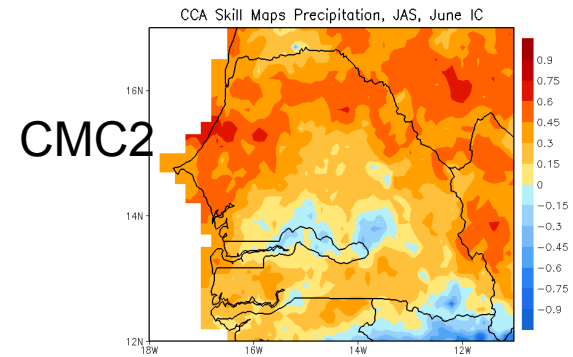 CCA Skill Maps Precipitation, JAS, June IC
CMC2
16N
14N
12N
18W
16W
14W
12W
0.9
0.75
0.6
0.45
0.3
0.15
0
−0.15
−0.3
−0.45
−0.6
−0.75
−0.9